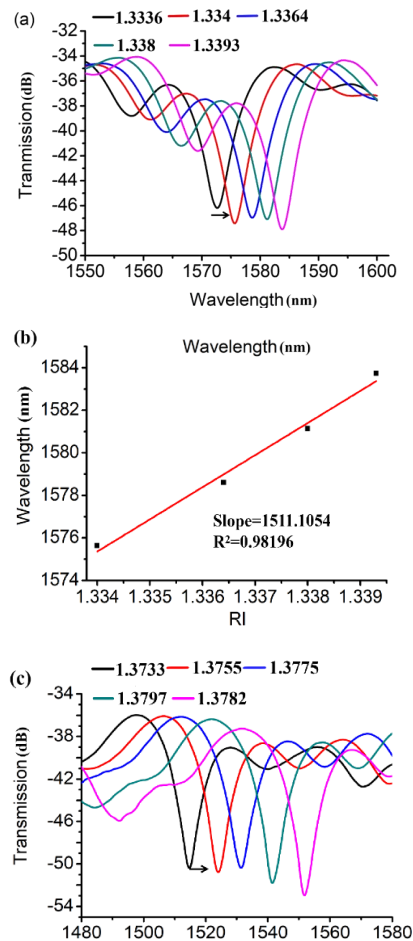 (a)
1.3336 1.334 1.3364
1.338 1.3393
-32
-34
-36
-38
-40
-42
-44
-46
-48
-50
Tranmission(dB)
1550 1560 1570 1580 1590 1600
Wavelength(nm)
(b)
Wavelength(nm)
1584
1582
1580
1578
1576
1574
Wavelength (nm)
Slope=1511.1054
R²=0.98196
1.334 1.335 1.336 1.337 1.338 1.339
RI
(c)
1.3733 1.3755 1.3775
1.3797 1.3782
-34
-38
-42
-46
-50
-54
Transmission(dB)
1480 1500 1520 1540 1560 1580
Wavelength(nm)